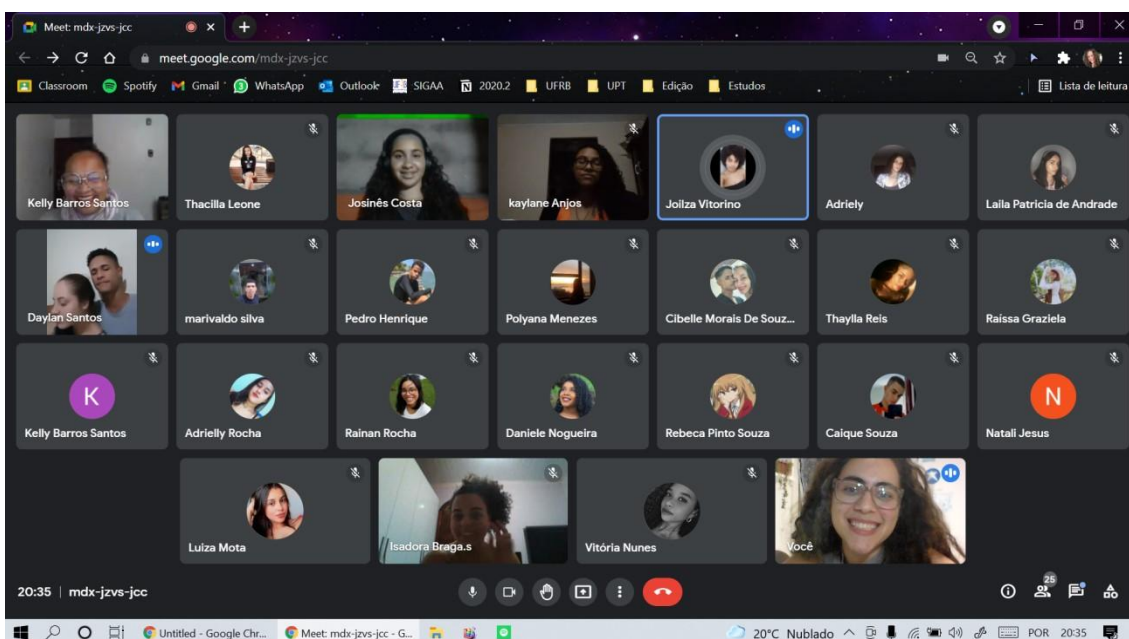 Meet: mdx-jzvs-jcc
meet.google.com/mdx-jzvs-jcc
Classroom Spotify Gmail WhatsApp Outlook SIGAA 2020.2 UFRB UPT Edição Estudos Lista de leitura
Kelly Barros Santos Thacilla Leone Josinês Costa kaylane Anjos Joilza Vitorino Adriely Laila Patricia de Andrade
Daylan Santos marivaldo silva Pedro Henrique Polyana Menezes Cibelle Morais De Souz... Thaylla Reis Raíssa Graziela
K N
Kelly Barros Santos Adrielly Rocha Rainan Rocha Daniele Nogueira Rebeca Pinto Souza Caique Souza Natali Jesus
Luiza Mota Isadora Braga.s Vitória Nunes Você
25
20:35 | mdx-jzvs-jcc
Untitled - Google Chr... Meet: mdx-jzvs-jcc - G... 20°C Nublado POR 20:35